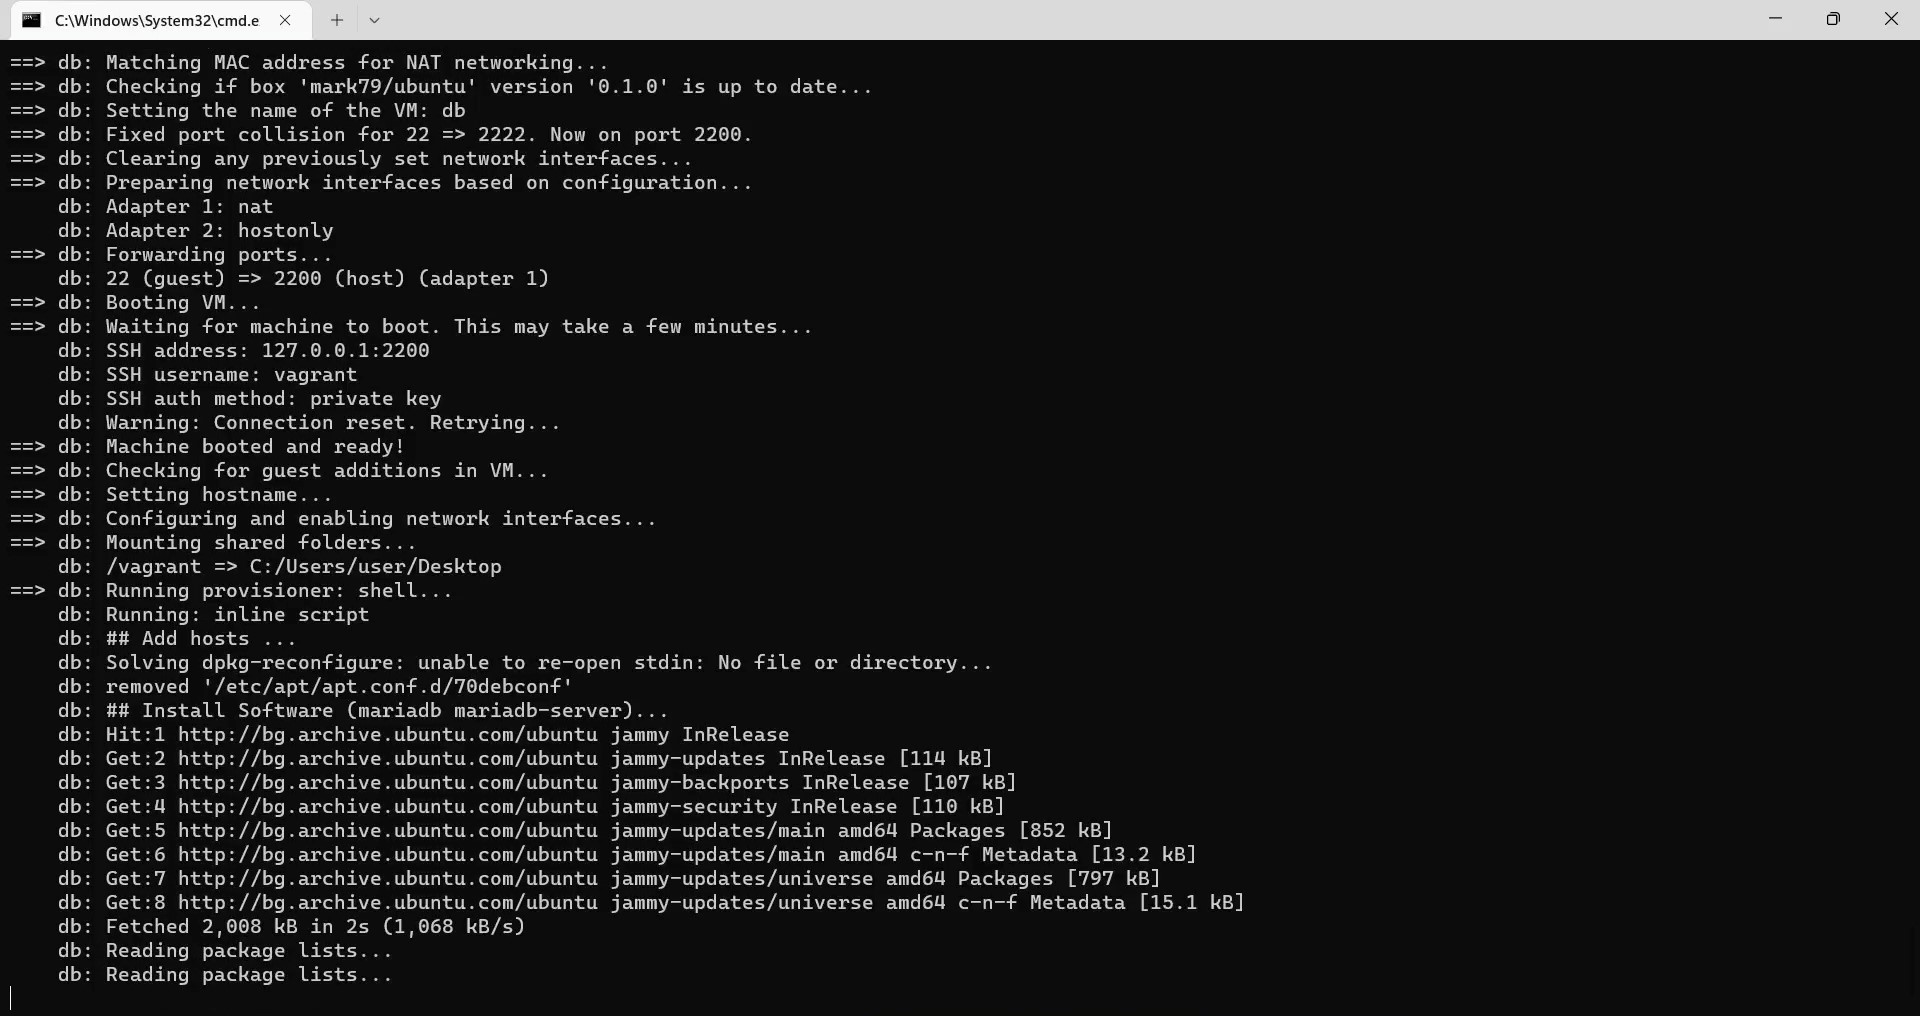 C:\Windows\System32\cmd.e
==> db: Matching MAC address for NAT networking...
==> db: Checking if box 'mark79/ubuntu' version '0.1.0' is up to date...
==> db: Setting the name of the VM: db
==> db: Fixed port collision for 22 => 2222. Now on port 2200.
==> db: Clearing any previously set network interfaces...
==> db: Preparing network interfaces based on configuration...
    db: Adapter 1: nat
    db: Adapter 2: hostonly
==> db: Forwarding ports...
    db: 22 (guest) => 2200 (host) (adapter 1)
==> db: Booting VM...
==> db: Waiting for machine to boot. This may take a few minutes...
    db: SSH address: 127.0.0.1:2200
    db: SSH username: vagrant
    db: SSH auth method: private key
    db: Warning: Connection reset. Retrying...
==> db: Machine booted and ready!
==> db: Checking for guest additions in VM...
==> db: Setting hostname...
==> db: Configuring and enabling network interfaces...
==> db: Mounting shared folders...
    db: /vagrant => C:/Users/user/Desktop
==> db: Running provisioner: shell...
    db: Running: inline script
    db: ## Add hosts ...
    db: Solving dpkg-reconfigure: unable to re-open stdin: No file or directory...
    db: removed '/etc/apt/apt.conf.d/70debconf'
    db: ## Install Software (mariadb mariadb-server)...
    db: Hit:1 http://bg.archive.ubuntu.com/ubuntu jammy InRelease
    db: Get:2 http://bg.archive.ubuntu.com/ubuntu jammy-updates InRelease [114 kB]
    db: Get:3 http://bg.archive.ubuntu.com/ubuntu jammy-backports InRelease [107 kB]
    db: Get:4 http://bg.archive.ubuntu.com/ubuntu jammy-security InRelease [110 kB]
    db: Get:5 http://bg.archive.ubuntu.com/ubuntu jammy-updates/main amd64 Packages [852 kB]
    db: Get:6 http://bg.archive.ubuntu.com/ubuntu jammy-updates/main amd64 c-n-f Metadata [13.2 kB]
    db: Get:7 http://bg.archive.ubuntu.com/ubuntu jammy-updates/universe amd64 Packages [797 kB]
    db: Get:8 http://bg.archive.ubuntu.com/ubuntu jammy-updates/universe amd64 c-n-f Metadata [15.1 kB]
    db: Fetched 2,008 kB in 2s (1,068 kB/s)
    db: Reading package lists...
    db: Reading package lists...